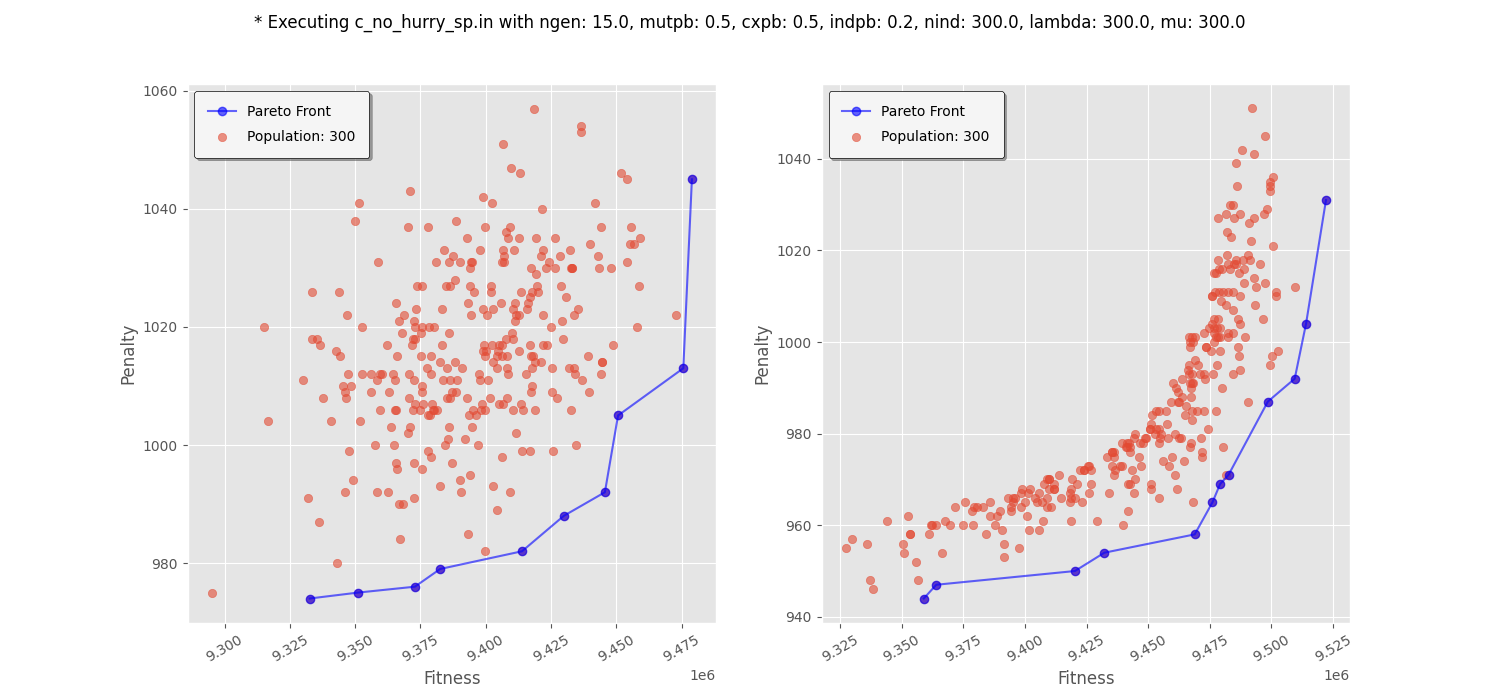 * Executing c_no_hurry_sp.in with ngen: 15.0, mutpb: 0.5, cxpb: 0.5, indpb: 0.2, nind: 300.0, lambda: 300.0, mu: 300.0
Pareto Front
Population: 300
1060
1040
1020
1000
980
Penalty
9.300
9.325
9.350
9.375
9.400
9.425
9.450
9.475
1e6
Fitness
Pareto Front
Population: 300
1040
1020
1000
980
960
940
Penalty
9.325
9.350
9.375
9.400
9.425
9.450
9.475
9.500
9.525
1e6
Fitness